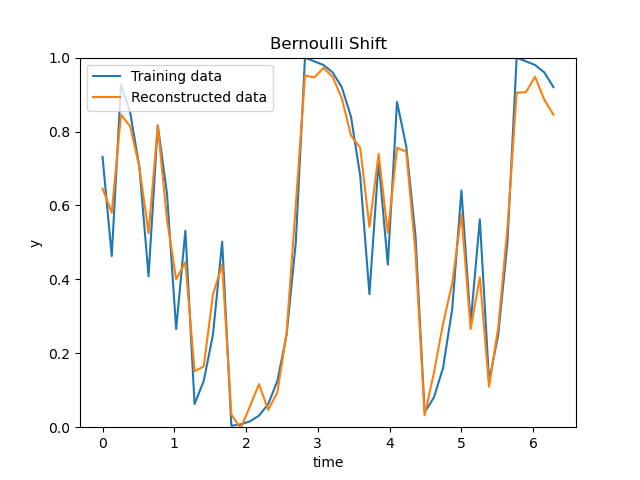 Bernoulli Shift
Training data
Reconstructed data
1.0
0.8
0.6
0.4
0.2
0.0
y
0 1 2 3 4 5 6
time